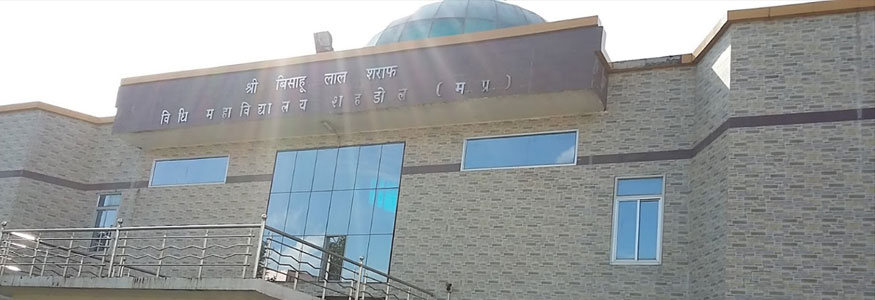 श्री बिसाहू लाल शराफ
विधि महाविद्यालय शहडोल (म.प्र.)